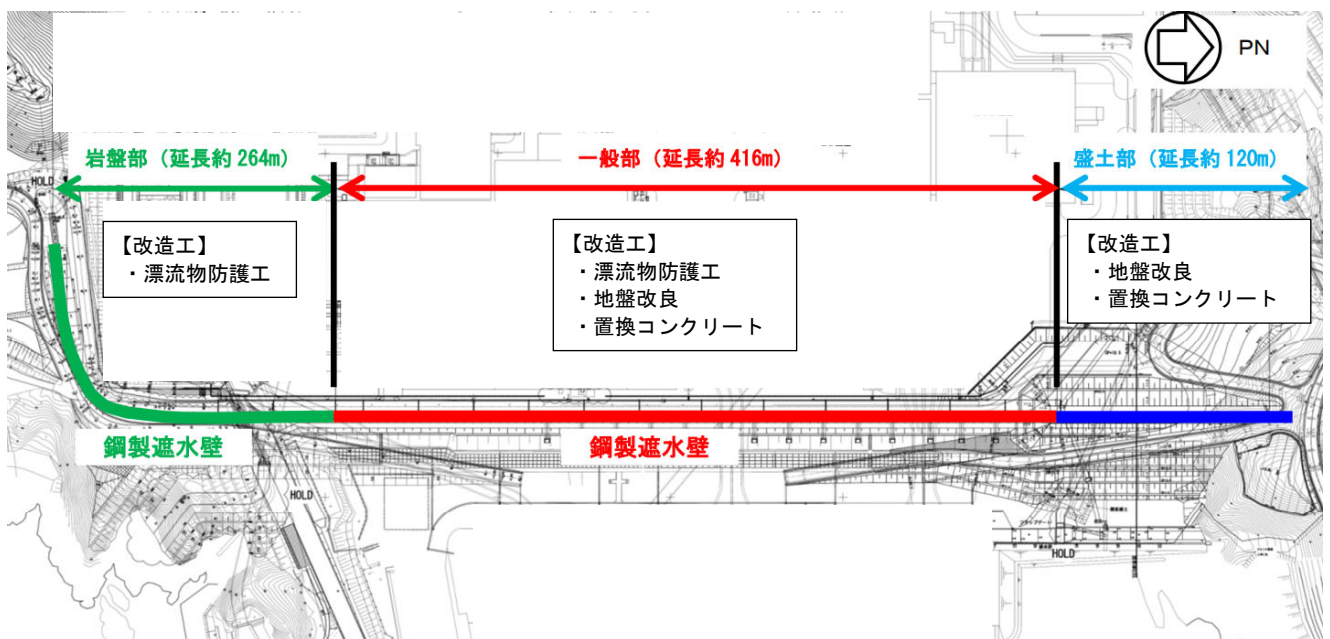 PN
岩盤部（延長約 264m）
一般部（延長約 416m）
盛土部（延長約 120m）
HOLD
【改造工】
・漂流物防護工
【改造工】
・漂流物防護工
・地盤改良
・置換コンクリート
【改造工】
・地盤改良
・置換コンクリート
鋼製遮水壁
鋼製遮水壁
HOLD
HOLD